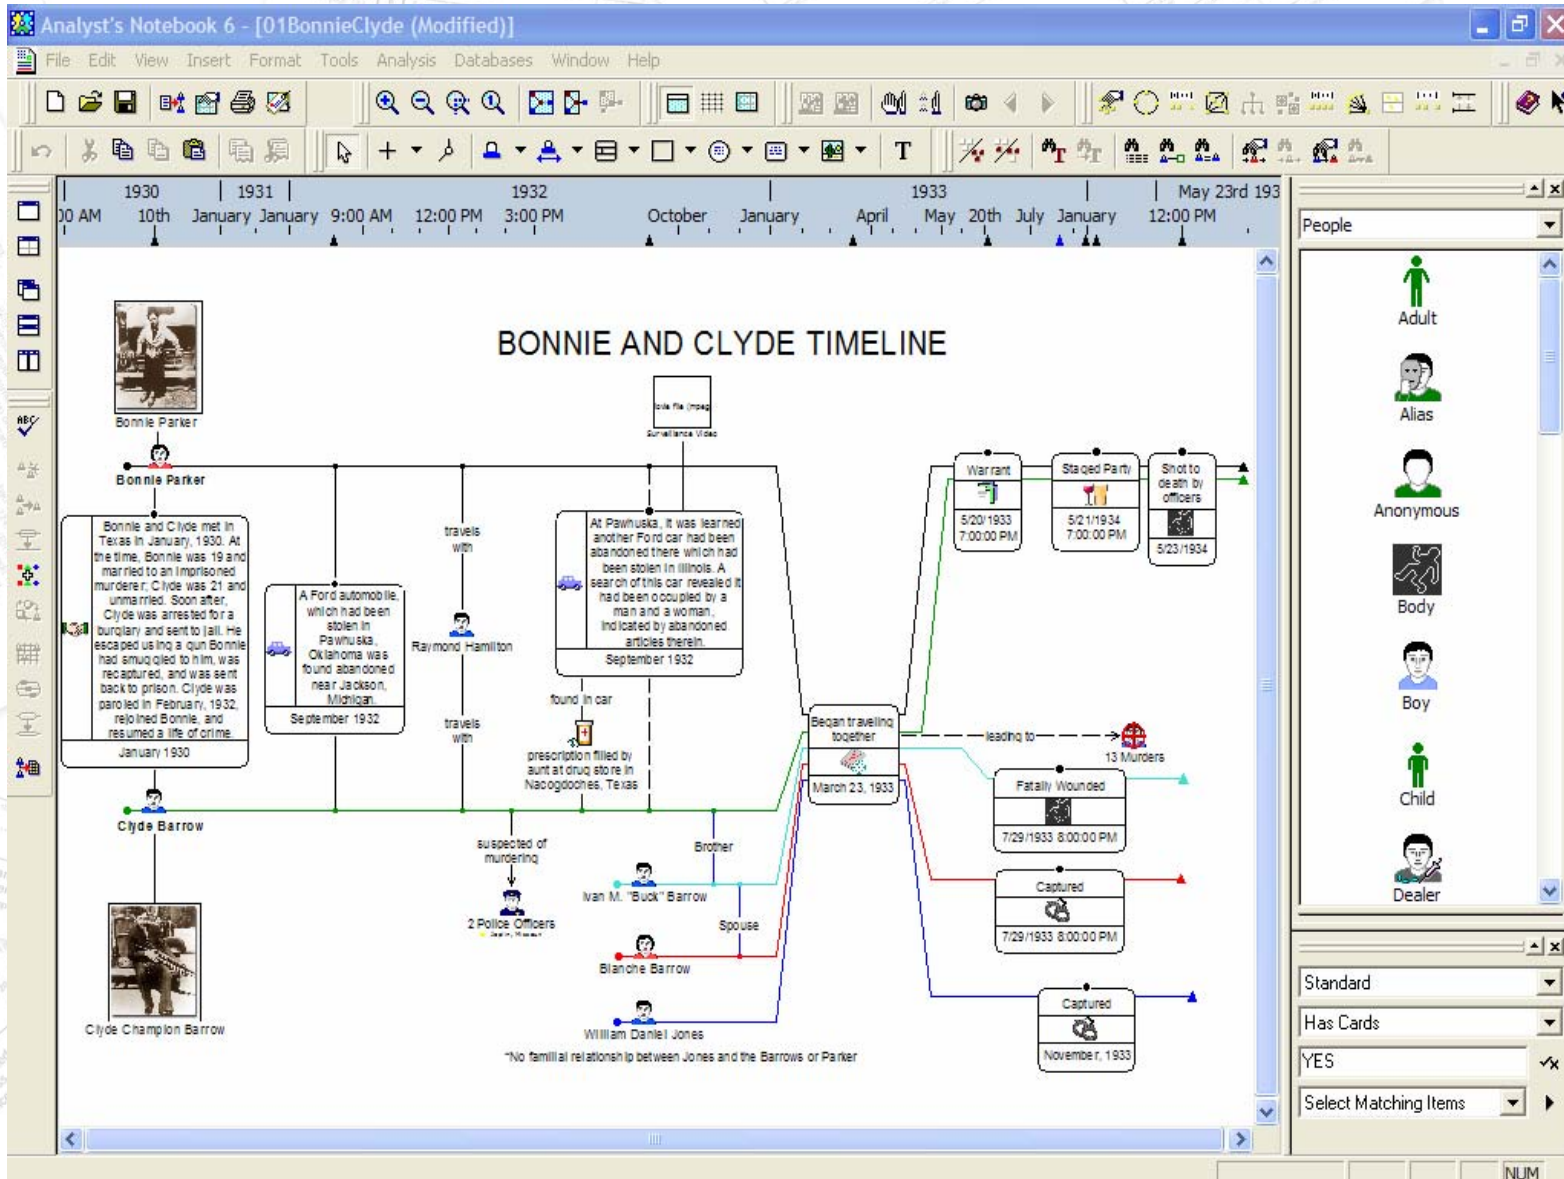 Analyst's Notebook 6 - [01BonnieClyde (Modified)]
File Edit View Insert Format Tools Analysis Databases Window Help
T
ABC
1930 1931 1932 1933 May 23rd 193
00 AM 10th January January 9:00 AM 12:00 PM 3:00 PM October January April May 20th July January 12:00 PM
BONNIE AND CLYDE TIMELINE
Bonnie Parker
Bonnie Parker
Bonnie and Clyde met in
Texas in January, 1930. At
the time, Bonnie was 19 and
married to an imprisoned
murderer; Clyde was 21 and
unmarried. Soon after,
Clyde was arrested for a
burglary and sent to jail. He
escaped using a gun Bonnie
had smuggled to him, was
recaptured, and was sent
back to prison. Clyde was
paroled in February, 1932,
rejoined Bonnie, and
resumed a life of crime.
January 1930
Clyde Barrow
Clyde Champion Barrow
A Ford automobile,
which had been
stolen in
Pawhuska,
Oklahoma was
found abandoned
near Jackson,
Michigan.
September 1932
travels
with
Raymond Hamilton
travels
with
Movie File (mpeg
Surveillance Video
At Pawhuska, it was learned
another Ford car had been
abandoned there which had
been stolen in Illinois. A
search of this car revealed it
had been occupied by a
man and a woman,
indicated by abandoned
articles therein.
September 1932
found in car
prescription filled by
aunt at drug store in
Nacogdoches, Texas
suspected of
murdering
2 Police Officers
Joplin, Missouri
Brother
Ivan M. "Buck" Barrow
Spouse
Blanche Barrow
William Daniel Jones
*No familial relationship between Jones and the Barrows or Parker
Began traveling
together
March 23, 1933
leading to
13 Murders
Warrant
5/20/1933
7:00:00 PM
Staged Party
5/21/1934
7:00:00 PM
Shot to
death by
officers
5/23/1934
Fatally Wounded
7/29/1933 8:00:00 PM
Captured
7/29/1933 8:00:00 PM
Captured
November, 1933
People
Adult
Alias
Anonymous
Body
Boy
Child
Dealer
Standard
Has Cards
YES
Select Matching Items
NUM